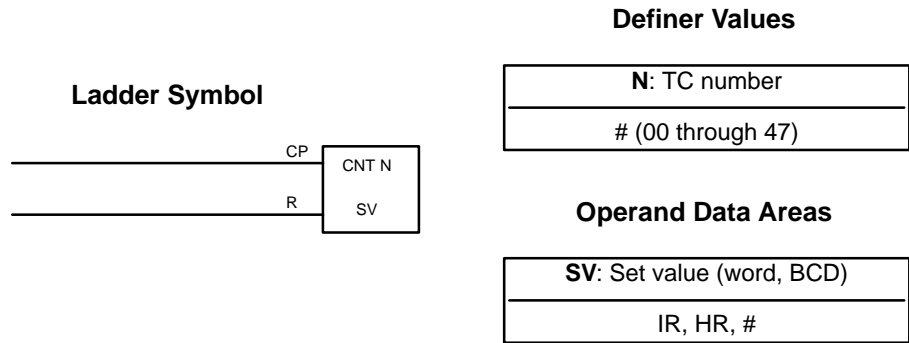 Ladder Symbol
CP
R
CNT N
SV
Definer Values
N: TC number
# (00 through 47)
Operand Data Areas
SV: Set value (word, BCD)
IR, HR, #